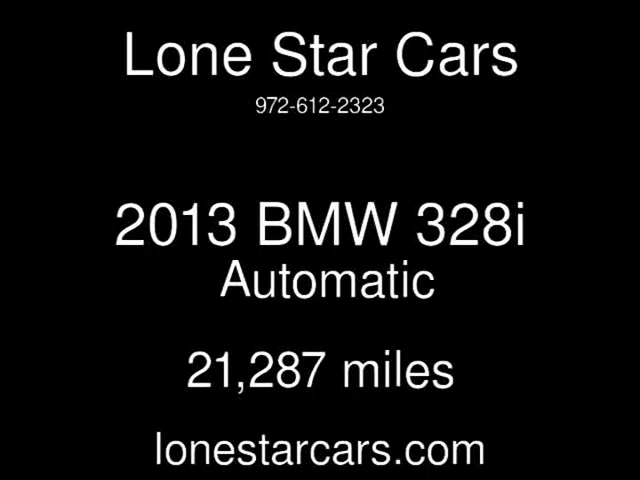 Lone Star Cars
972-612-2323
2013 BMW 328i
Automatic
21,287 miles
lonestarcars.com